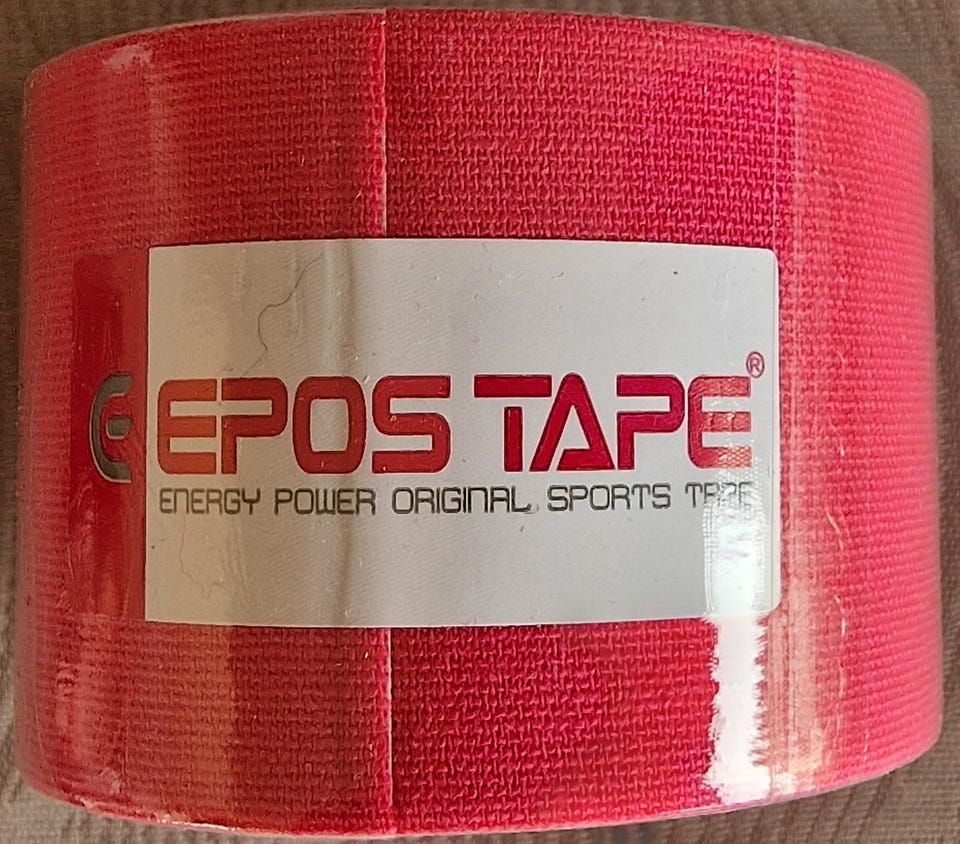 EPOS TAPE®
ENERGY POWER ORIGINAL SPORTS TAPE